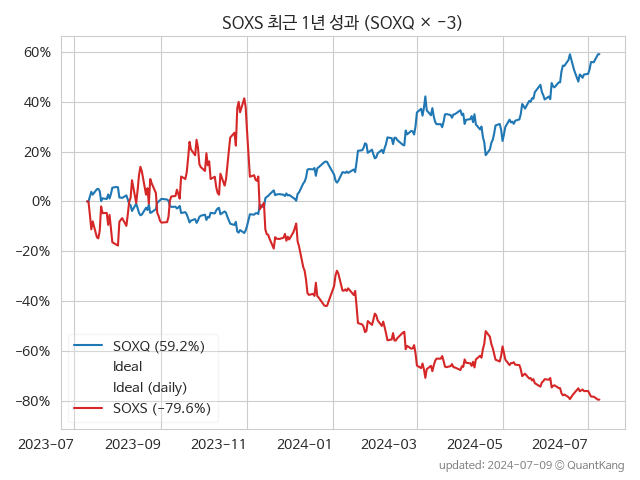 SOXS 최근 1년 성과 (SOXQ × −3)
60%
40%
20%
0%
−20%
−40%
−60%
−80%
SOXQ (59.2%)
Ideal
Ideal (daily)
SOXS (−79.6%)
2023−07 2023−09 2023−11 2024−01 2024−03 2024−05 2024−07
updated: 2024−07−09 © QuantKang